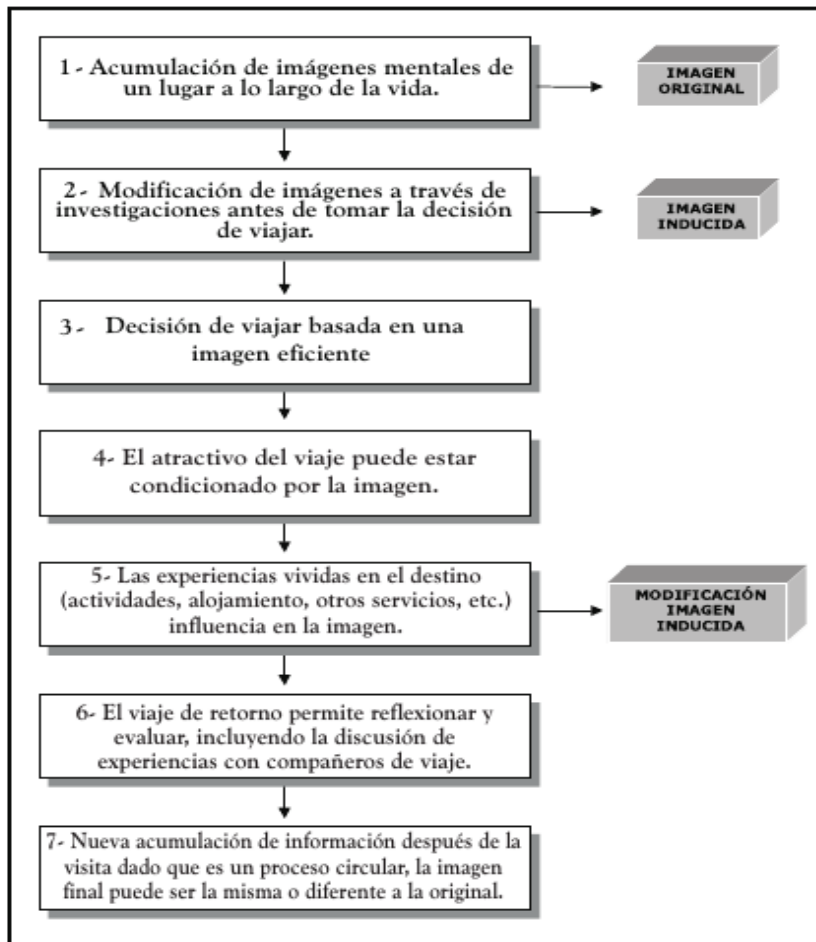 1- Acumulación de imágenes mentales de
un lugar a lo largo de la vida.
IMAGEN
ORIGINAL
2- Modificación de imágenes a través de
investigaciones antes de tomar la decisión
de viajar.
IMAGEN
INDUCIDA
3- Decisión de viajar basada en una
imagen eficiente
4- El atractivo del viaje puede estar
condicionado por la imagen.
5- Las experiencias vividas en el destino
(actividades, alojamiento, otros servicios, etc.)
influencia en la imagen.
MODIFICACIÓN
IMAGEN
INDUCIDA
6- El viaje de retorno permite reflexionar y
evaluar, incluyendo la discusión de
experiencias con compañeros de viaje.
7- Nueva acumulación de información después de la
visita dado que es un proceso circular, la imagen
final puede ser la misma o diferente a la original.